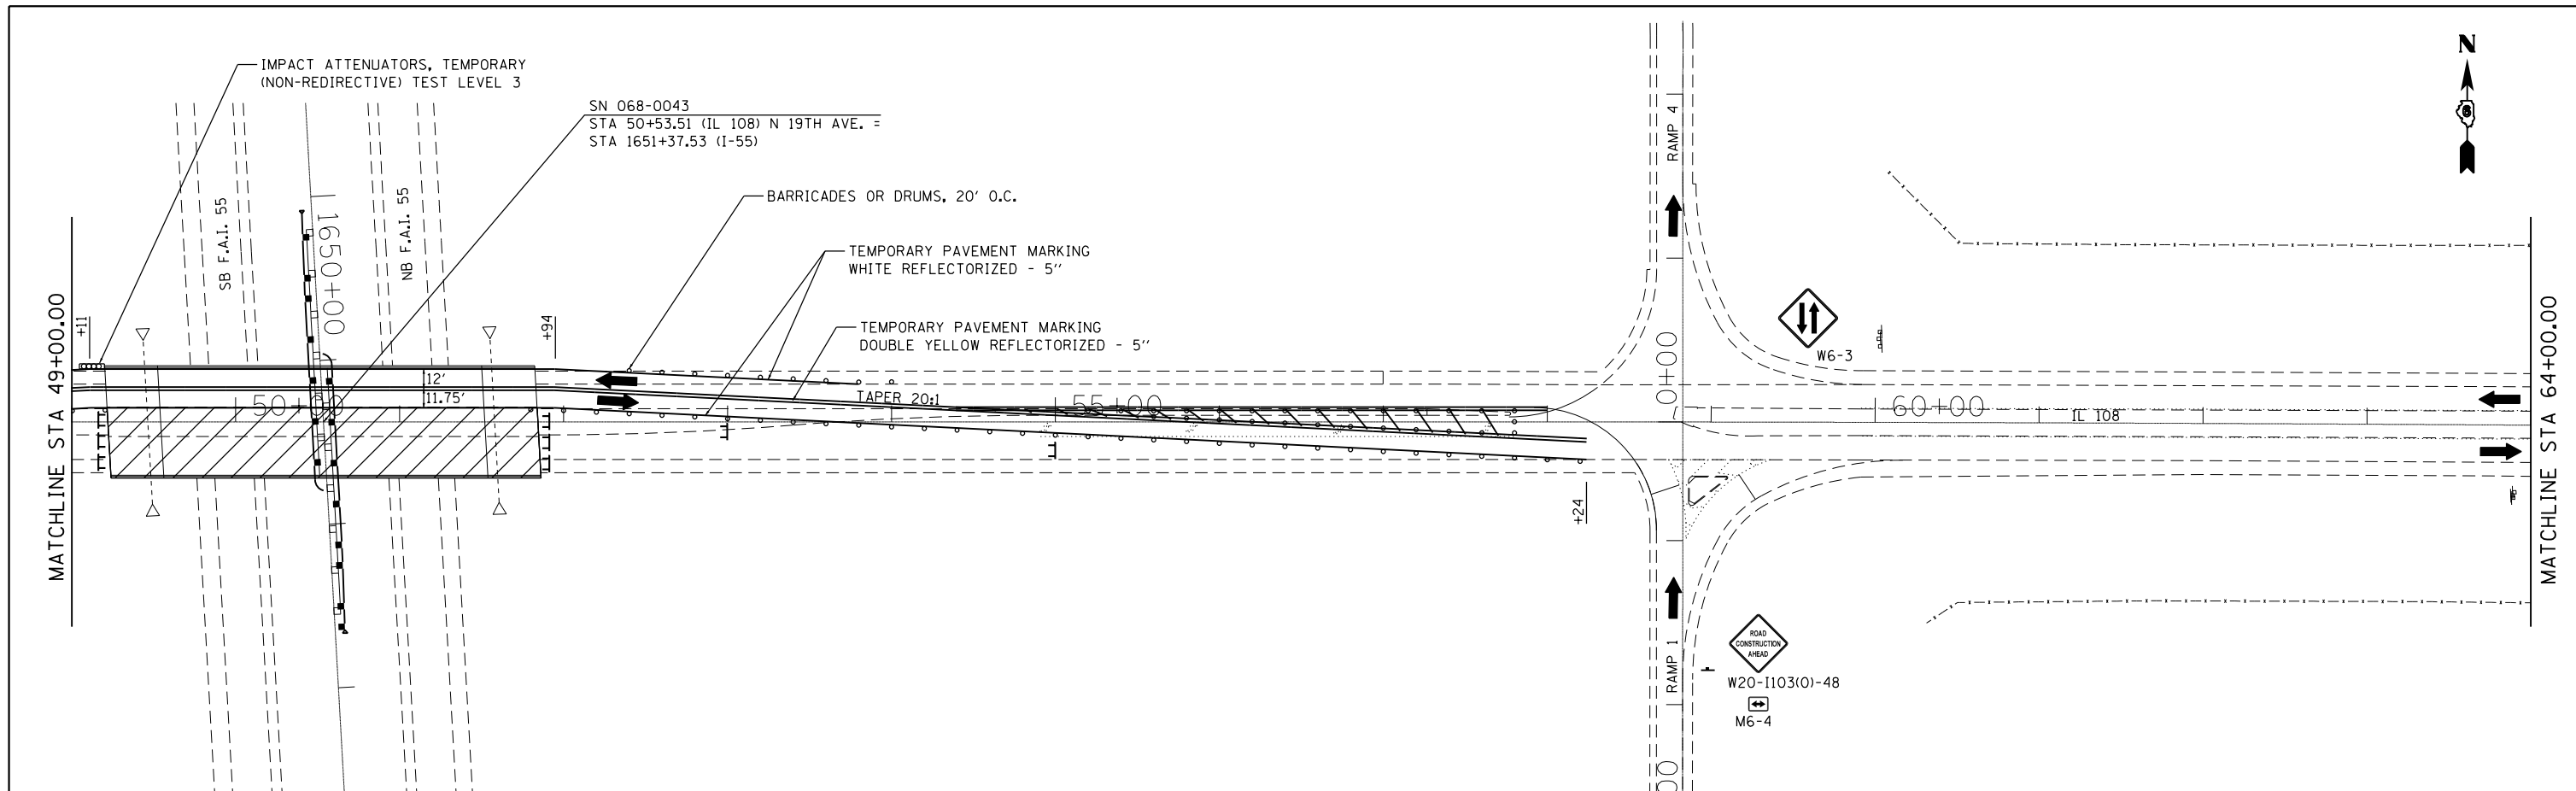 IMPACT ATTENUATORS, TEMPORARY
(NON-REDIRECTIVE) TEST LEVEL 3
SN 068-0043
STA 50+53.51 (IL 108) N 19TH AVE. =
STA 1651+37.53 (I-55)
BARRICADES OR DRUMS, 20' O.C.
TEMPORARY PAVEMENT MARKING
WHITE REFLECTORIZED - 5''
TEMPORARY PAVEMENT MARKING
DOUBLE YELLOW REFLECTORIZED - 5''
N
6
SB F.A.I. 55
1650+00
NB F.A.I. 55
MATCHLINE STA 49+00.00
+11
+94
12'
11.75'
50+00
TAPER 20:1
55+00
+24
RAMP 4
0+00
W6-3
60+00
IL 108
MATCHLINE STA 64+00.00
RAMP 1
ROAD
CONSTRUCTION
AHEAD
W20-I103(0)-48
M6-4
00